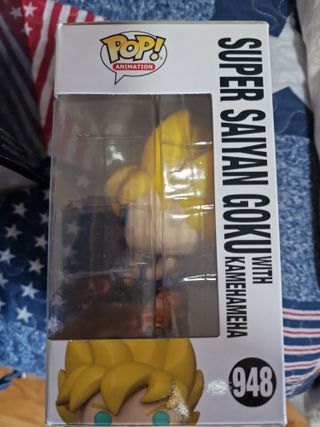 POP!
ANIMATION
SUPER SAIYAN GOKU WITH
KAMEHAMEHA
948